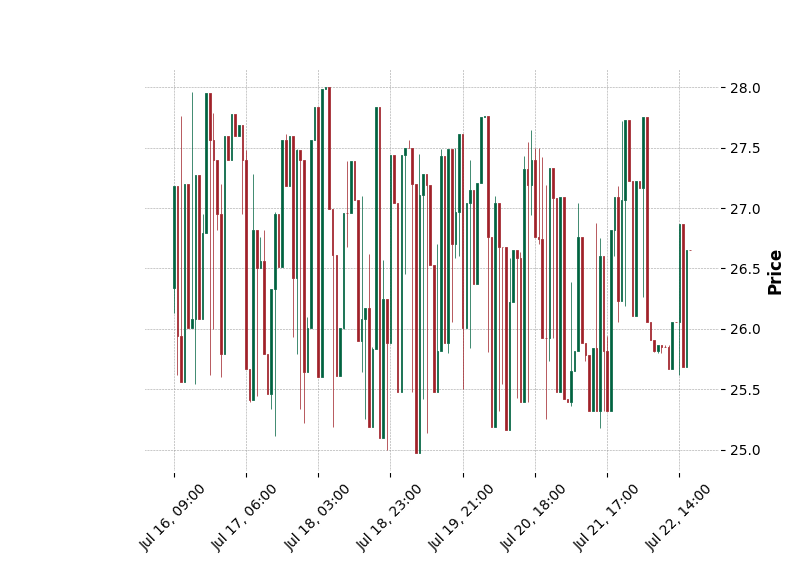 28.0
27.5
27.0
26.5
26.0
25.5
25.0
Price
Jul 16, 09:00
Jul 17, 06:00
Jul 18, 03:00
Jul 18, 23:00
Jul 19, 21:00
Jul 20, 18:00
Jul 21, 17:00
Jul 22, 14:00